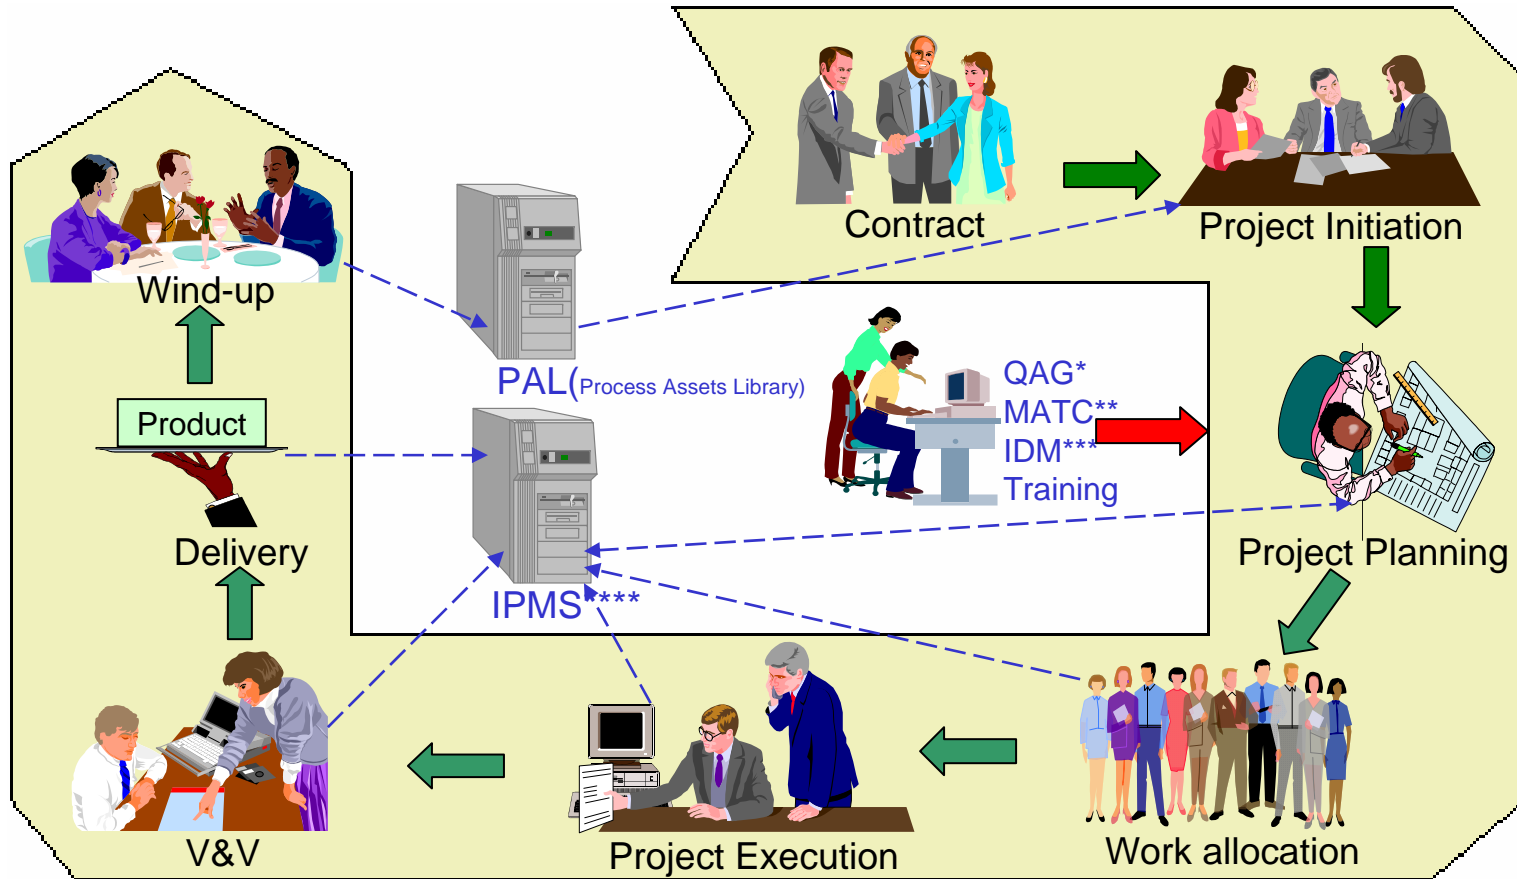 Contract
Project Initiation
Wind-up
PAL(Process Assets Library)
QAG*
MATC**
IDM***
Training
Product
Delivery
Project Planning
IPMS****
V&V
Project Execution
Work allocation